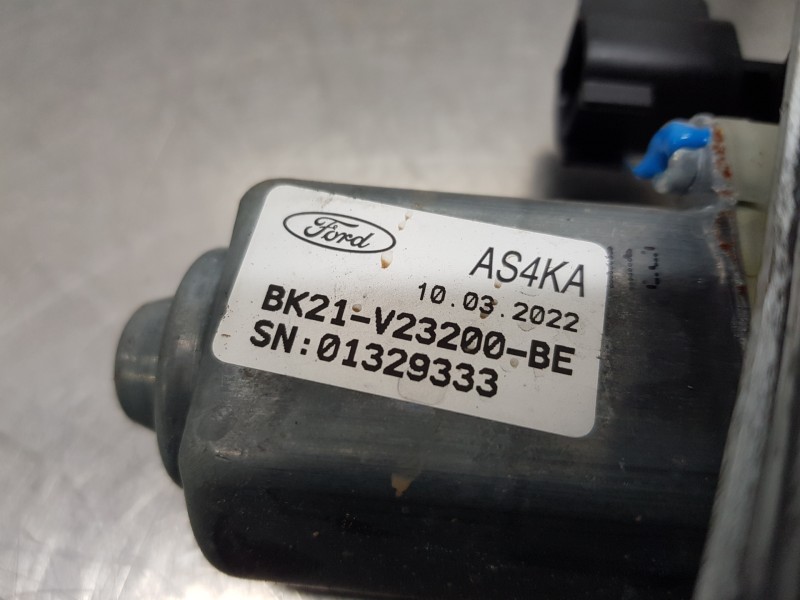 Ford
AS4KA
10.03.2022
BK21-V23200-BE
SN:01329333